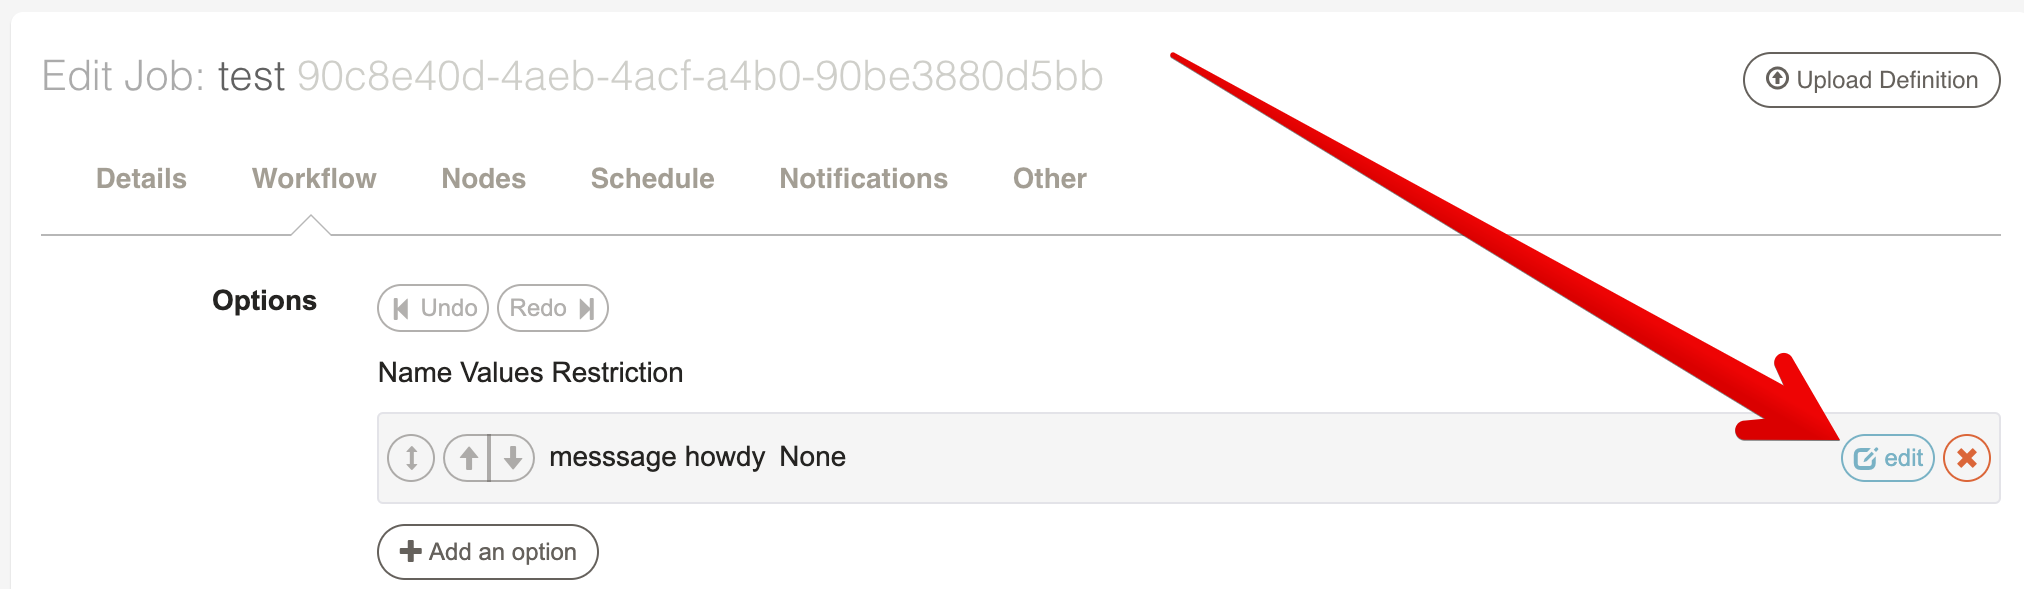 Edit Job: test 90c8e40d-4aeb-4acf-a4b0-90be3880d5bb
Upload Definition
Details Workflow Nodes Schedule Notifications Other
Options
Undo Redo
Name Values Restriction
messsage howdy None
edit
Add an option